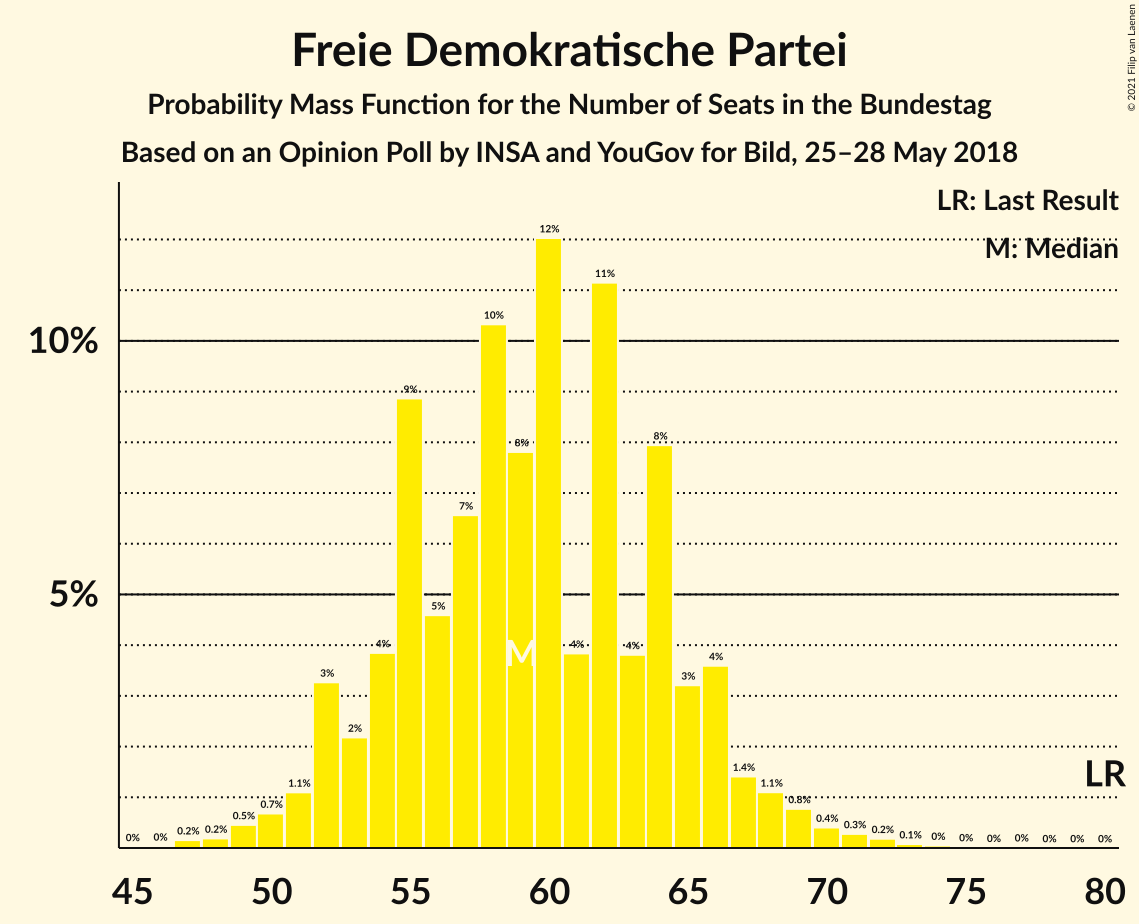 Freie Demokratische Partei
Probability Mass Function for the Number of Seats in the Bundestag
Based on an Opinion Poll by INSA and YouGov for Bild, 25–28 May 2018
© 2021 Filip van Laenen
LR: Last Result
M: Median
10%
5%
0% 0% 0.2% 0.2% 0.5% 0.7% 1.1% 3% 2% 4% 9% 5% 7% 10% 8% 12% 4% 11% 4% 8% 3% 4% 1.4% 1.1% 0.8% 0.4% 0.3% 0.2% 0.1% 0% 0% 0% 0% 0% 0% 0%
M
LR
45 50 55 60 65 70 75 80